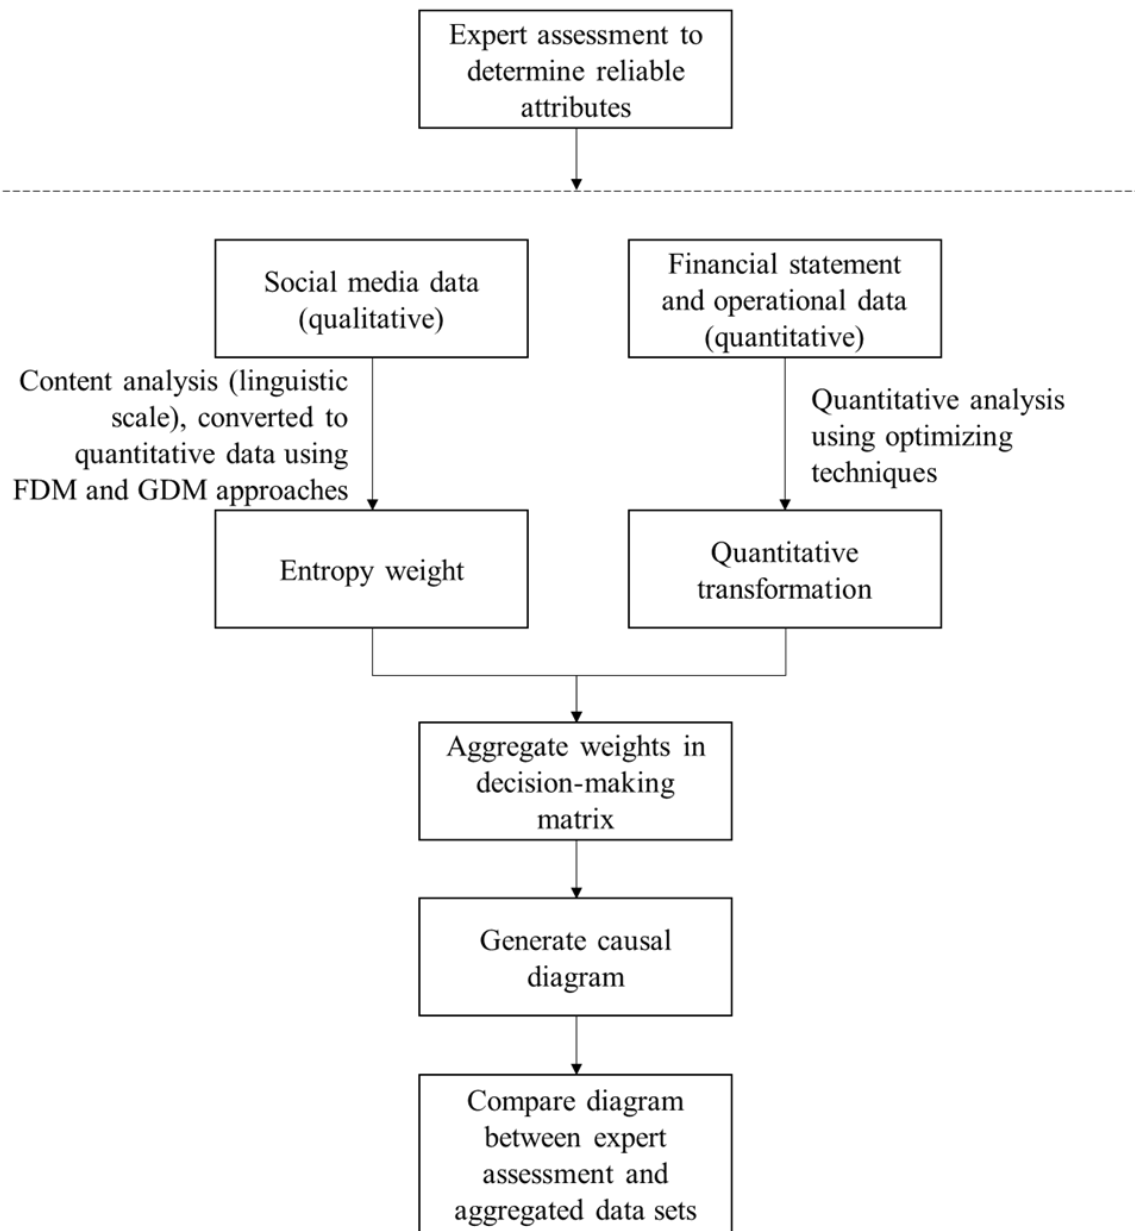 Expert assessment to
determine reliable
attributes
Social media data
(qualitative)
Financial statement
and operational data
(quantitative)
Content analysis (linguistic
scale), converted to
quantitative data using
FDM and GDM approaches
Quantitative analysis
using optimizing
techniques
Entropy weight
Quantitative
transformation
Aggregate weights in
decision-making
matrix
Generate causal
diagram
Compare diagram
between expert
assessment and
aggregated data sets